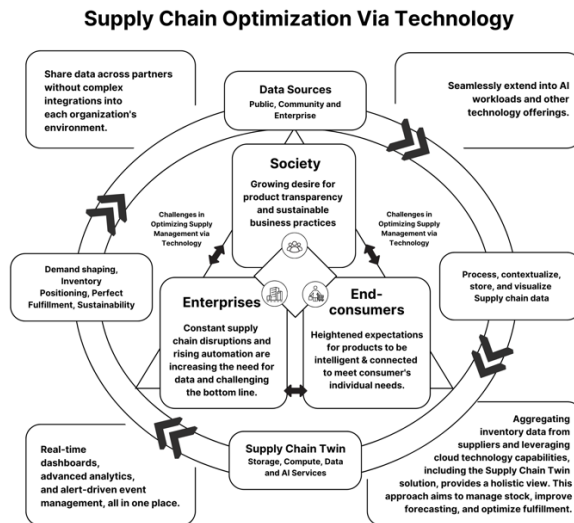 Supply Chain Optimization Via Technology
Share data across partners
without complex
integrations into
each organization's
environment.
Data Sources
Public, Community and
Enterprise
Seamlessly extend into AI
workloads and other
technology offerings.
Society
Growing desire for
product transparency
and sustainable
business practices
Challenges in
Optimizing Supply
Management via
Technology
Challenges in
Optimizing Supply
Management via
Technology
Demand shaping,
Inventory
Positioning, Perfect
Fulfillment, Sustainability
Enterprises
Constant supply
chain disruptions and
rising automation are
increasing the need for
data and challenging
the bottom line.
End-
consumers
Heightened expectations
for products to be
intelligent & connected
to meet consumer's
individual needs.
Process, contextualize,
store, and visualize
Supply chain data
Real-time
dashboards,
advanced analytics,
and alert-driven event
management, all in one place.
Supply Chain Twin
Storage, Compute, Data
and AI Services
Aggregating
inventory data from
suppliers and leveraging
cloud technology capabilities,
including the Supply Chain Twin
solution, provides a holistic view. This
approach aims to manage stock, improve
forecasting, and optimize fulfillment.